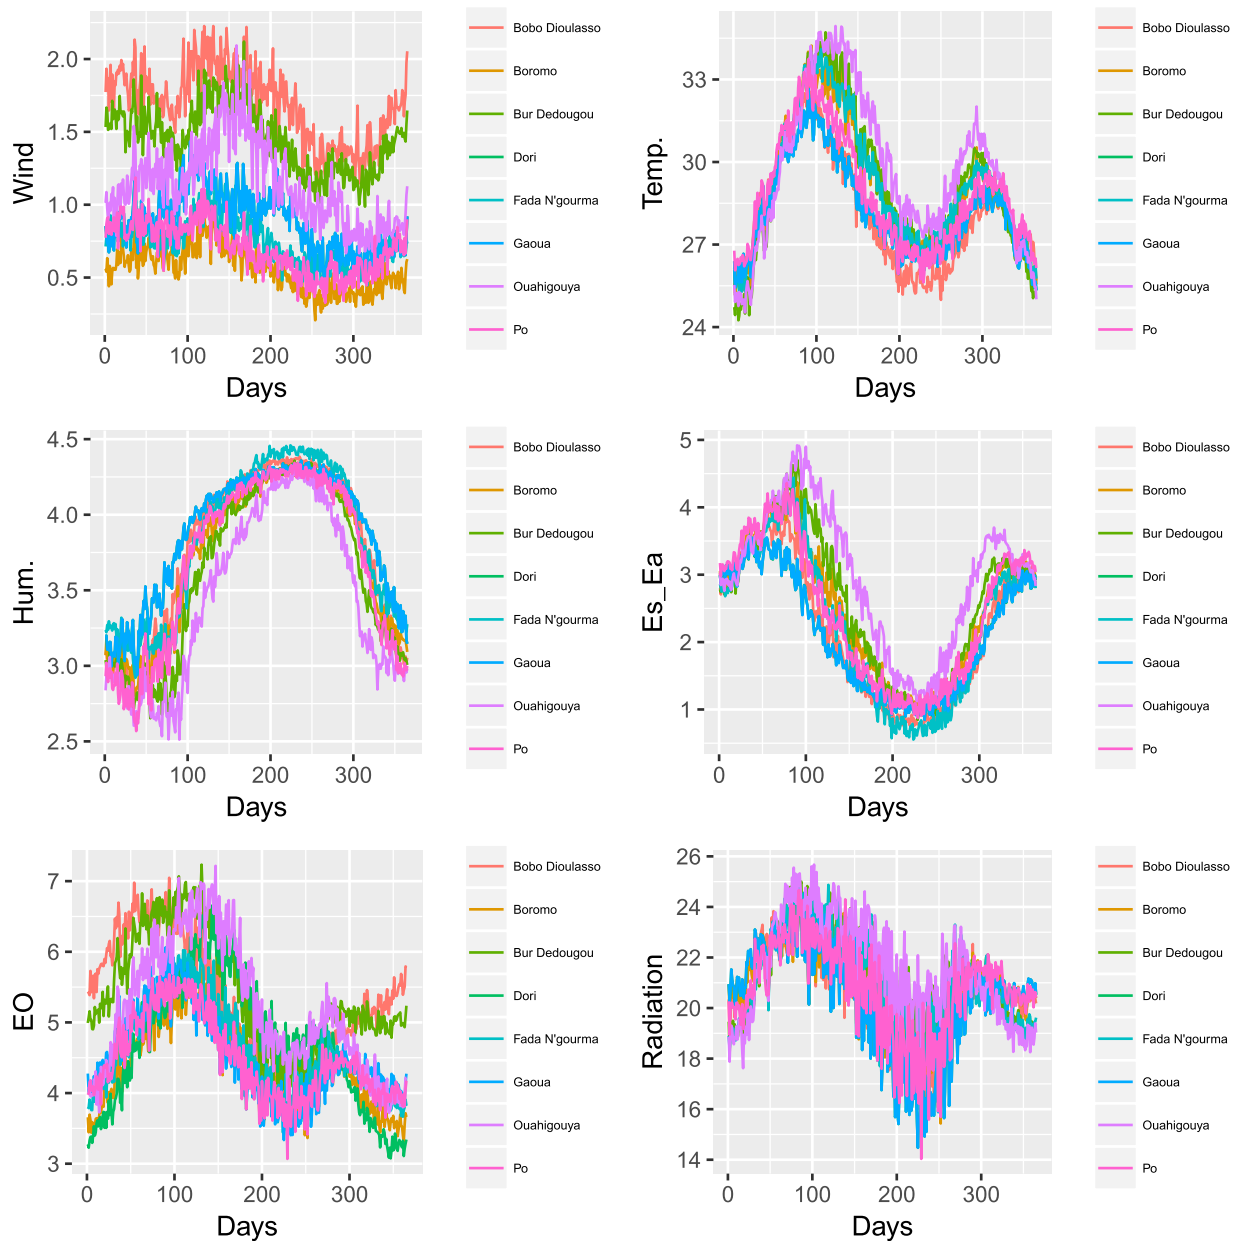 Wind
2.0
1.5
1.0
0.5
0 100 200 300
Days
Bobo Dioulasso
Boromo
Bur Dedougou
Dori
Fada N'gourma
Gaoua
Ouahigouya
Po
Temp.
33
30
27
24
0 100 200 300
Days
Bobo Dioulasso
Boromo
Bur Dedougou
Dori
Fada N'gourma
Gaoua
Ouahigouya
Po
Hum.
4.5
4.0
3.5
3.0
2.5
0 100 200 300
Days
Bobo Dioulasso
Boromo
Bur Dedougou
Dori
Fada N'gourma
Gaoua
Ouahigouya
Po
Es_Ea
5
4
3
2
1
0 100 200 300
Days
Bobo Dioulasso
Boromo
Bur Dedougou
Dori
Fada N'gourma
Gaoua
Ouahigouya
Po
EO
7
6
5
4
3
0 100 200 300
Days
Bobo Dioulasso
Boromo
Bur Dedougou
Dori
Fada N'gourma
Gaoua
Ouahigouya
Po
Radiation
26
24
22
20
18
16
14
0 100 200 300
Days
Bobo Dioulasso
Boromo
Bur Dedougou
Dori
Fada N'gourma
Gaoua
Ouahigouya
Po